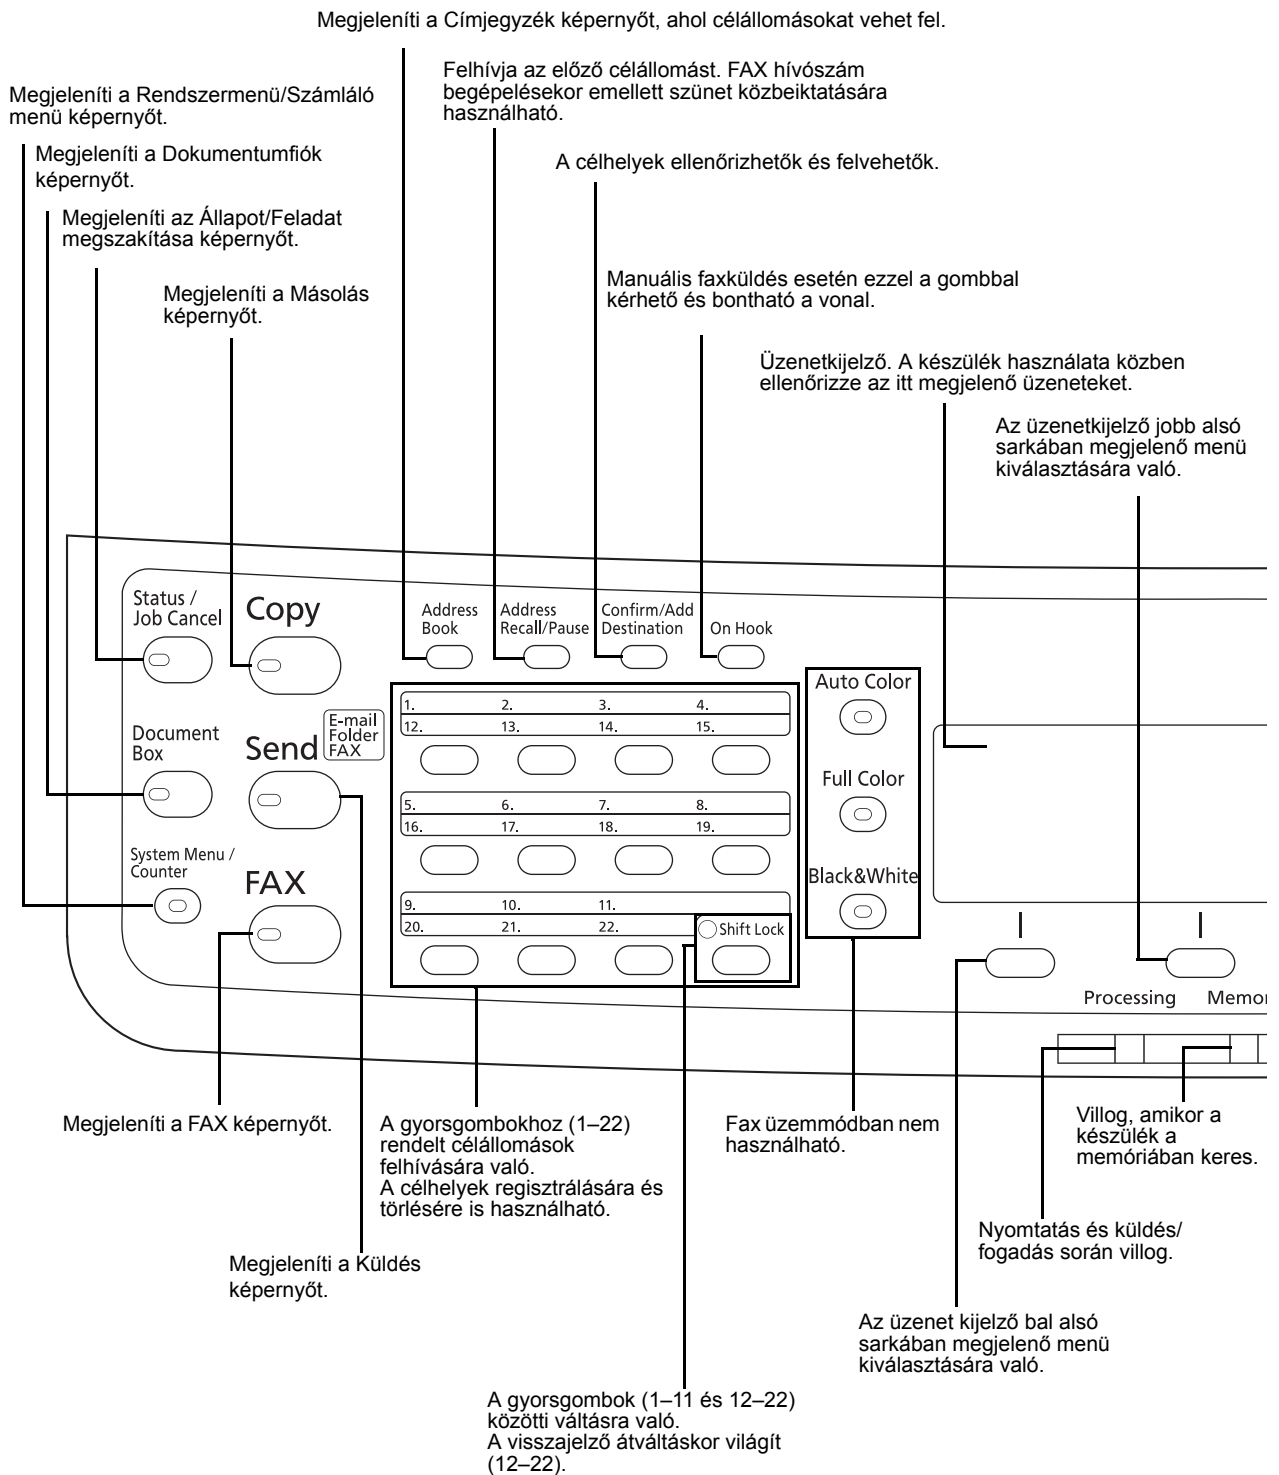 Megjeleníti a Címjegyzék képernyőt, ahol célállomásokat vehet fel.
Felhívja az előző célállomást. FAX hívószám
begépelésekor emellett szünet közbeiktatására
használható.
Megjeleníti a Rendszermenü/Számláló
menü képernyőt.
Megjeleníti a Dokumentumfiók
képernyőt.
A célhelyek ellenőrizhetők és felvehetők.
Megjeleníti az Állapot/Feladat
megszakítása képernyőt.
Megjeleníti a Másolás
képernyőt.
Manuális faxküldés esetén ezzel a gombbal
kérhető és bontható a vonal.
Üzenetkijelző. A készülék használata közben
ellenőrizze az itt megjelenő üzeneteket.
Az üzenetkijelző jobb alsó
sarkában megjelenő menü
kiválasztására való.
Status /
Job Cancel
Copy
Address
Book
Address
Recall/Pause
Confirm/Add
Destination
On Hook
Auto Color
1. 2. 3. 4.
12. 13. 14. 15.
Document
Box
Send
E-mail
Folder
FAX
Full Color
5. 6. 7. 8.
16. 17. 18. 19.
System Menu /
Counter
FAX
Black&White
9. 10. 11.
20. 21. 22.
Shift Lock
Processing Memor
Megjeleníti a FAX képernyőt.
A gyorsgombokhoz (1–22)
rendelt célállomások
felhívására való.
A célhelyek regisztrálására és
törlésére is használható.
Fax üzemmódban nem
használható.
Villog, amikor a
készülék a
memóriában keres.
Nyomtatás és küldés/
fogadás során villog.
Megjeleníti a Küldés
képernyőt.
Az üzenet kijelző bal alsó
sarkában megjelenő menü
kiválasztására való.
A gyorsgombok (1–11 és 12–22)
közötti váltásra való.
A visszajelző átváltáskor világít
(12–22).